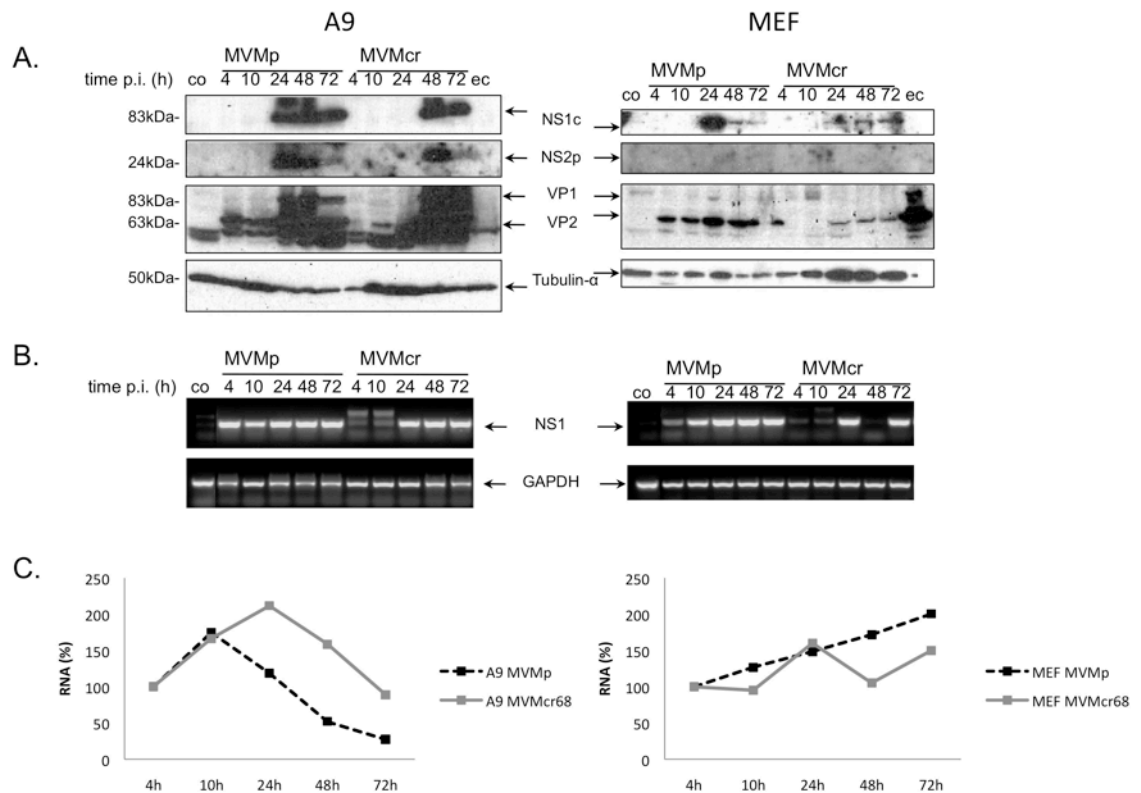 A9 MEF
A.
MVMp MVMcr
time p.i. (h) co 4 10 24 48 72 4 10 24 48 72 ec
MVMp MVMcr
co 4 10 24 48 72 4 10 24 48 72 ec
83kDa- NS1c
24kDa- NS2p
83kDa- VP1
63kDa- VP2
50kDa- Tubulin-α
B.
MVMp MVMcr
time p.i. (h) co 4 10 24 48 72 4 10 24 48 72
MVMp MVMcr
co 4 10 24 48 72 4 10 24 48 72
NS1
GAPDH
C.
RNA (%)
250
200
150
100
50
0
4h 10h 24h 48h 72h
A9 MVMp
A9 MVMcr68
RNA (%)
250
200
150
100
50
0
4h 10h 24h 48h 72h
MEF MVMp
MEF MVMcr68